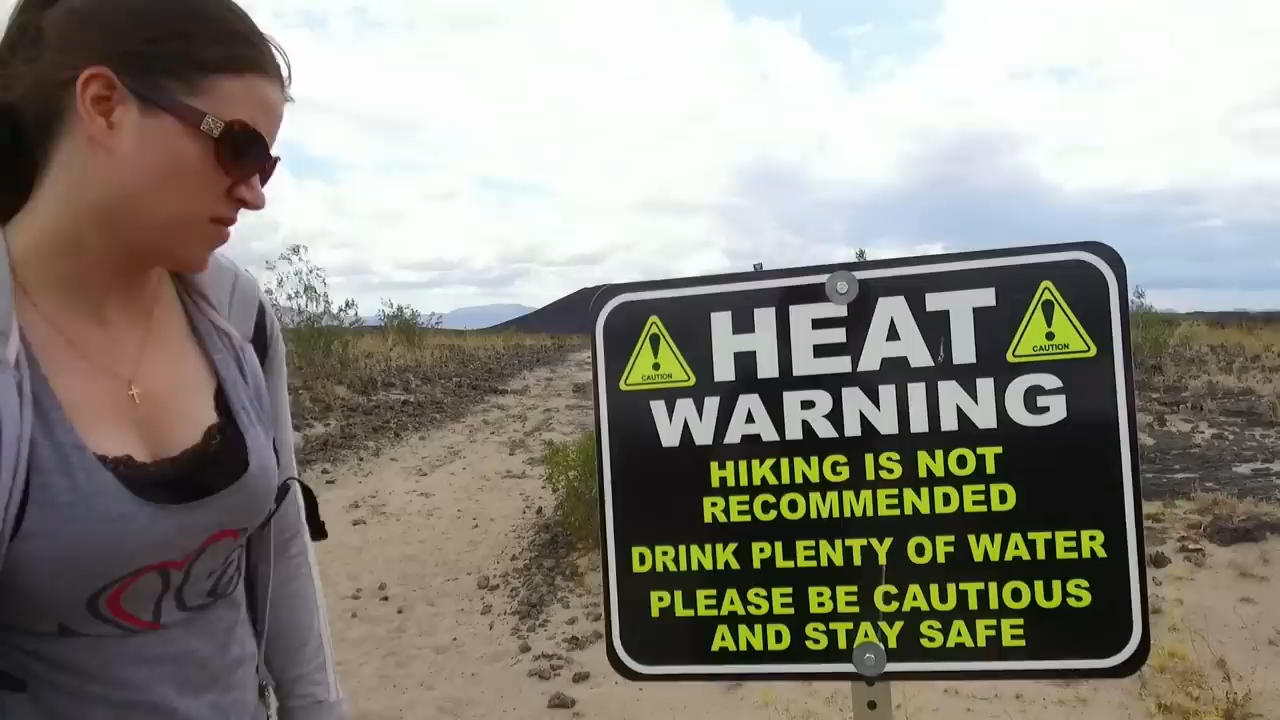 HEAT
WARNING
CAUTION
CAUTION
HIKING IS NOT
RECOMMENDED
DRINK PLENTY OF WATER
PLEASE BE CAUTIOUS
AND STAY SAFE